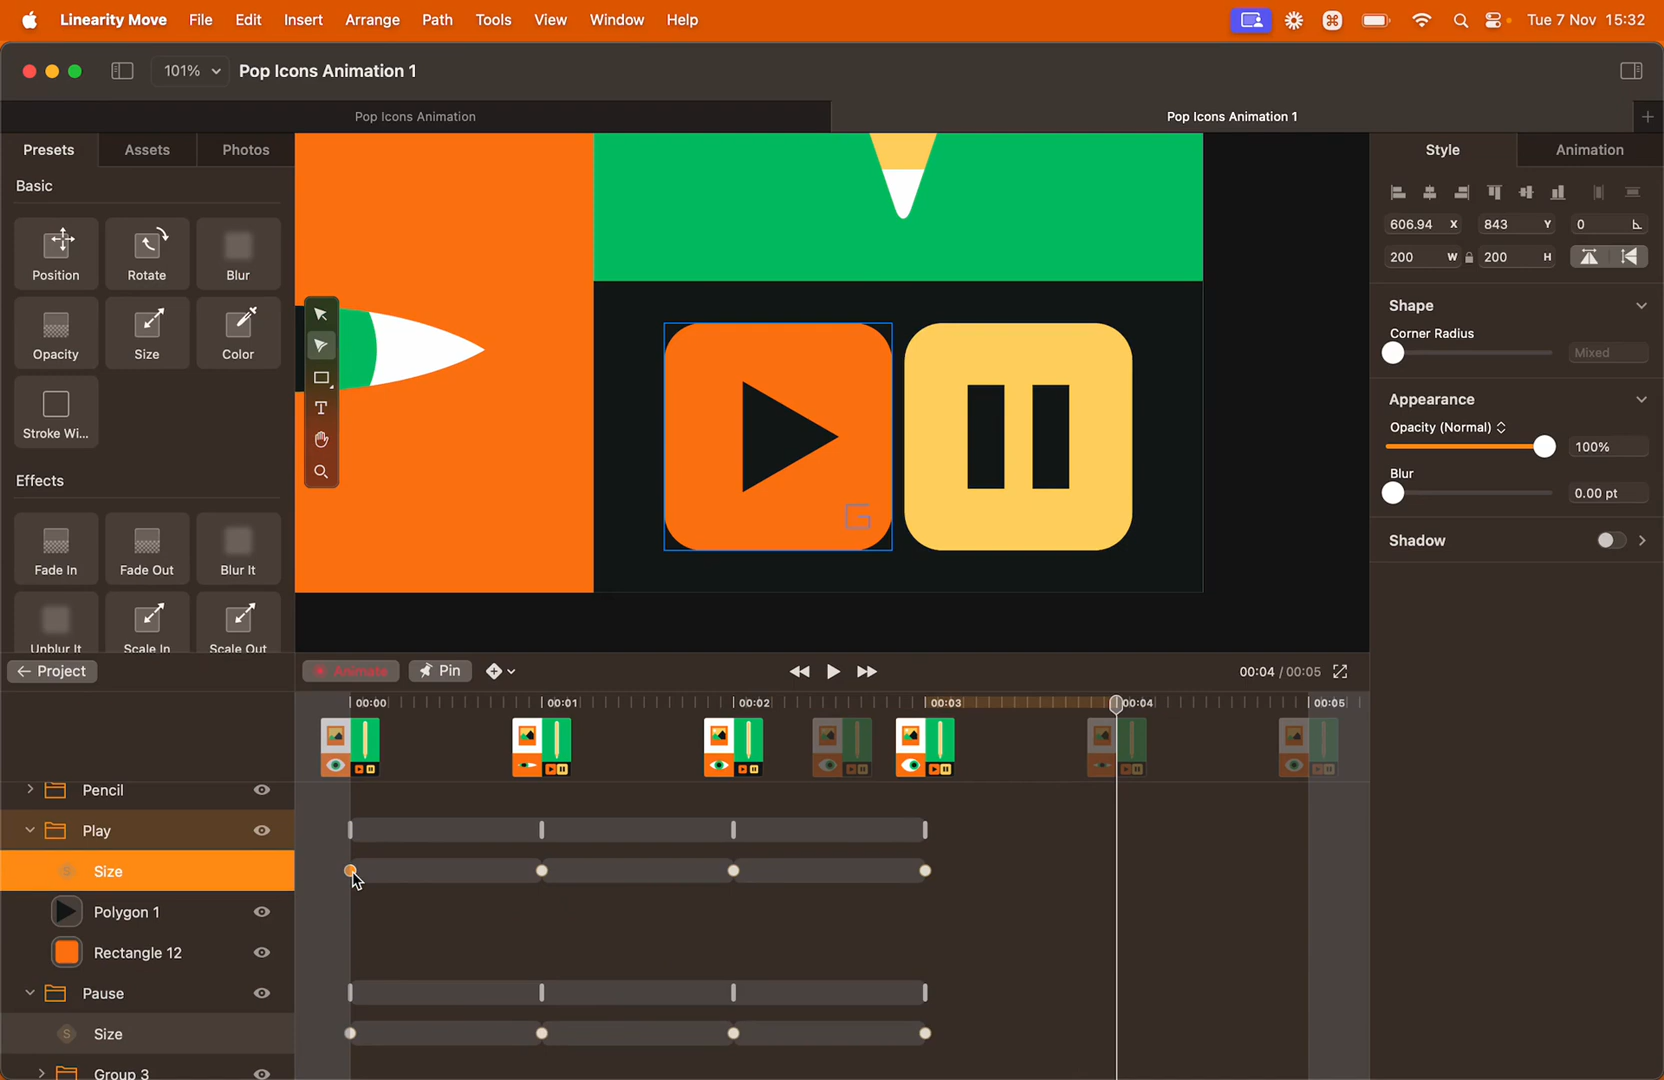 Linearity Move File Edit Insert Arrange Path Tools View Window Help Tue 7 Nov 15:32
101% Pop Icons Animation 1
Pop Icons Animation Pop Icons Animation 1
Presets Assets Photos
Style Animation
Basic
Position Rotate Blur
606.94 X 843 Y 0
200 W 200 H
Opacity Size Color
Shape
Corner Radius
Mixed
Stroke Wi...
Appearance
Opacity (Normal)
100%
Blur
0.00 pt
Effects
Shadow
Fade In Fade Out Blur It
Unblur It Scale In Scale Out
Project Animate Pin 00:04 / 00:05
00:00 00:01 00:02 00:03 00:04 00:05
Pencil
Play
S Size
Polygon 1
Rectangle 12
Pause
S Size
Group 3
T